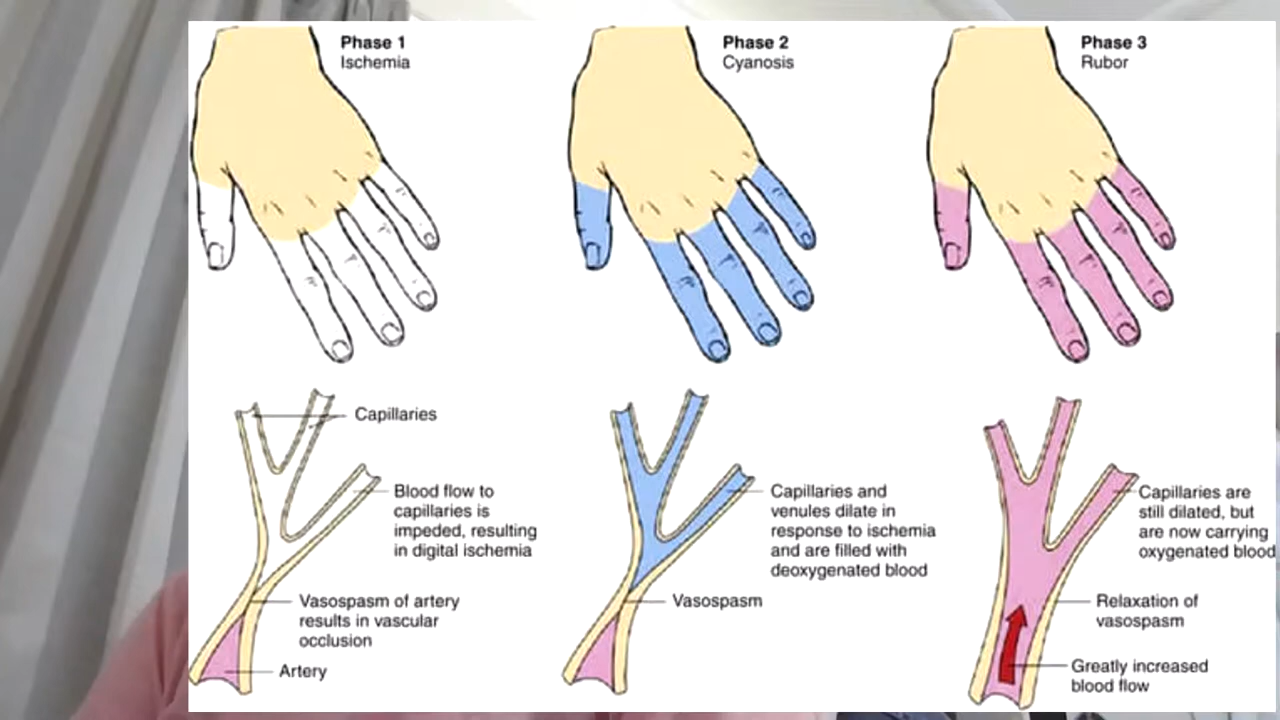 Phase 1
Ischemia
Phase 2
Cyanosis
Phase 3
Rubor
Capillaries
Blood flow to
capillaries is
impeded, resulting
in digital ischemia
Vasospasm of artery
results in vascular
occlusion
Artery
Capillaries and
venules dilate in
response to ischemia
and are filled with
deoxygenated blood
Vasospasm
Capillaries are
still dilated, but
are now carrying
oxygenated blood
Relaxation of
vasospasm
Greatly increased
blood flow